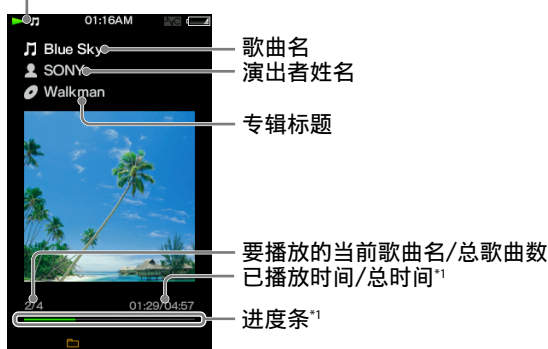 01:16AM
Blue Sky
歌曲名
SONY
演出者姓名
Walkman
专辑标题
要播放的当前歌曲名/总歌曲数
已播放时间/总时间*1
2/4 01:29/04:57
进度条*1